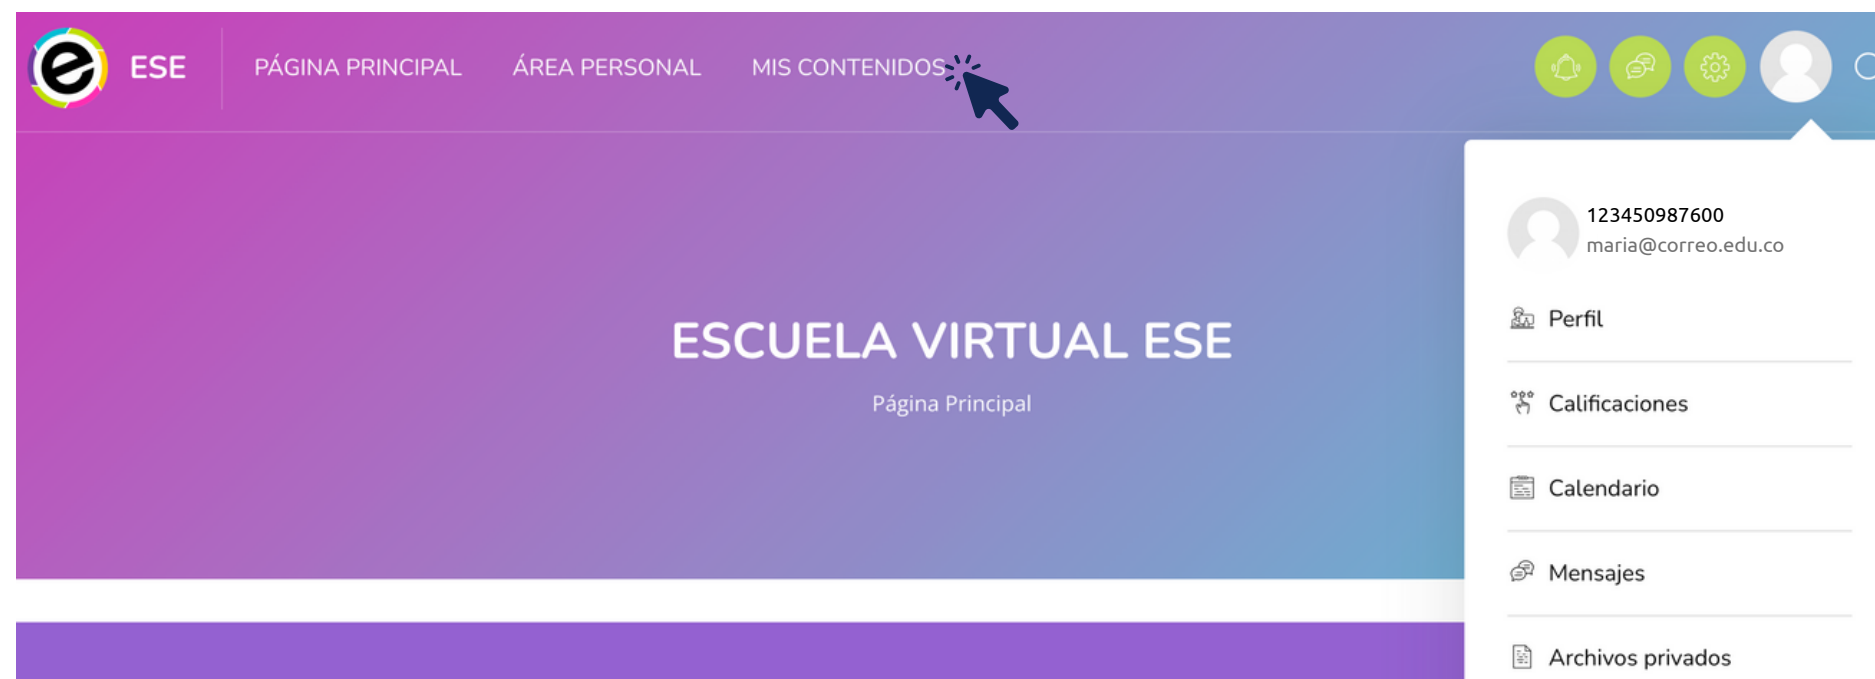 ESE
PÁGINA PRINCIPAL
ÁREA PERSONAL
MIS CONTENIDOS
123450987600
maria@correo.edu.co
Perfil
Calificaciones
Calendario
Mensajes
Archivos privados
ESCUELA VIRTUAL ESE
Página Principal